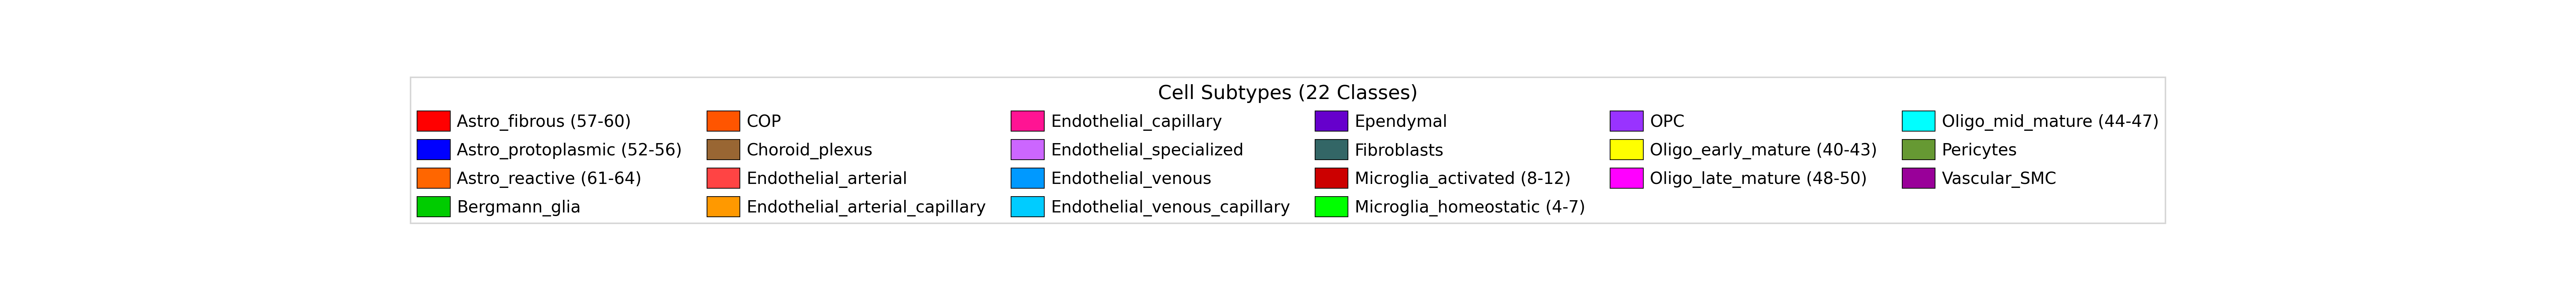 Cell Subtypes (22 Classes)
Astro_fibrous (57-60)
Astro_protoplasmic (52-56)
Astro_reactive (61-64)
Bergmann_glia
COP
Choroid_plexus
Endothelial_arterial
Endothelial_arterial_capillary
Endothelial_capillary
Endothelial_specialized
Endothelial_venous
Endothelial_venous_capillary
Ependymal
Fibroblasts
Microglia_activated (8-12)
Microglia_homeostatic (4-7)
OPC
Oligo_early_mature (40-43)
Oligo_late_mature (48-50)
Oligo_mid_mature (44-47)
Pericytes
Vascular_SMC